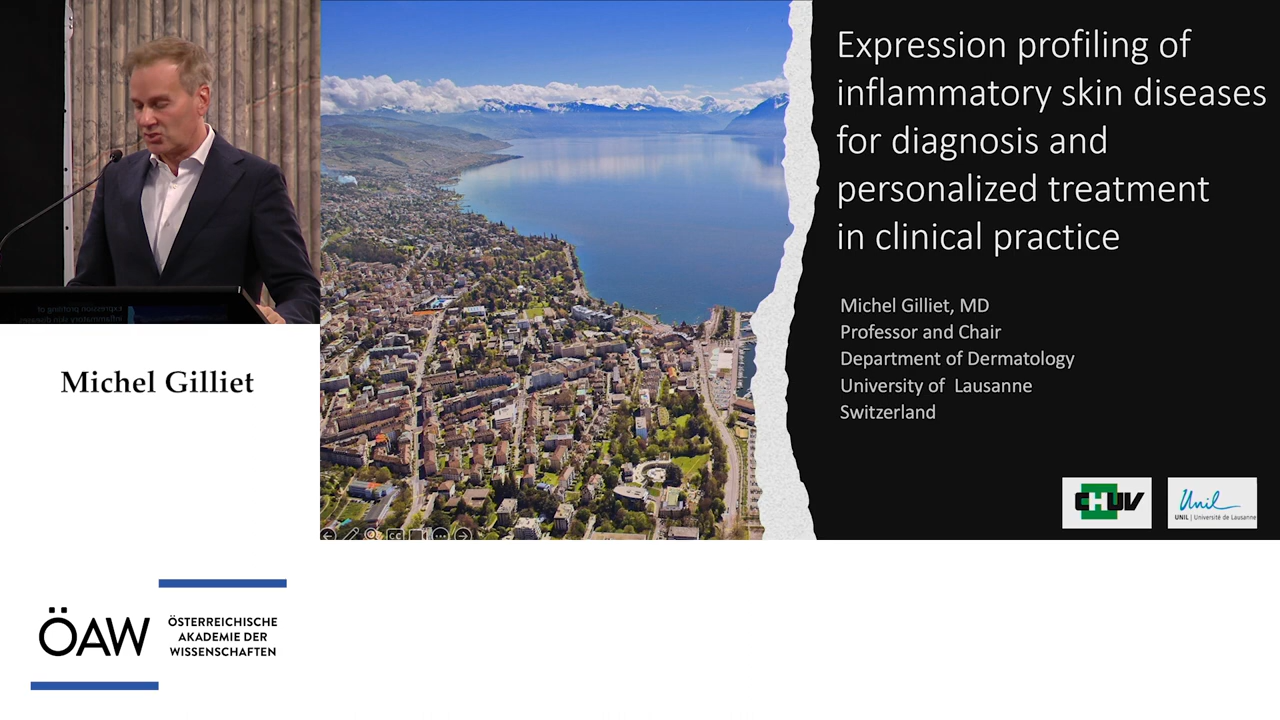 Michel Gilliet
ÖAW
ÖSTERREICHISCHE
AKADEMIE DER
WISSENSCHAFTEN
Expression profiling of
inflammatory skin diseases
for diagnosis and
personalized treatment
in clinical practice
Michel Gilliet, MD
Professor and Chair
Department of Dermatology
University of Lausanne
Switzerland
CHUV
Unil
UNIL | Université de Lausanne